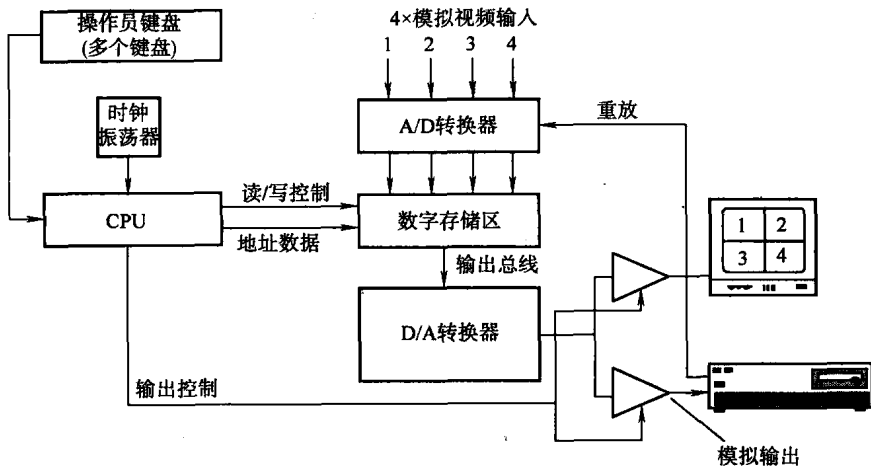 操作员键盘
(多个键盘)
4×模拟视频输入
1 2 3 4
时钟
振荡器
A/D转换器
重放
CPU
读/写控制
地址数据
数字存储区
输出总线
1 2
3 4
D/A转换器
输出控制
模拟输出